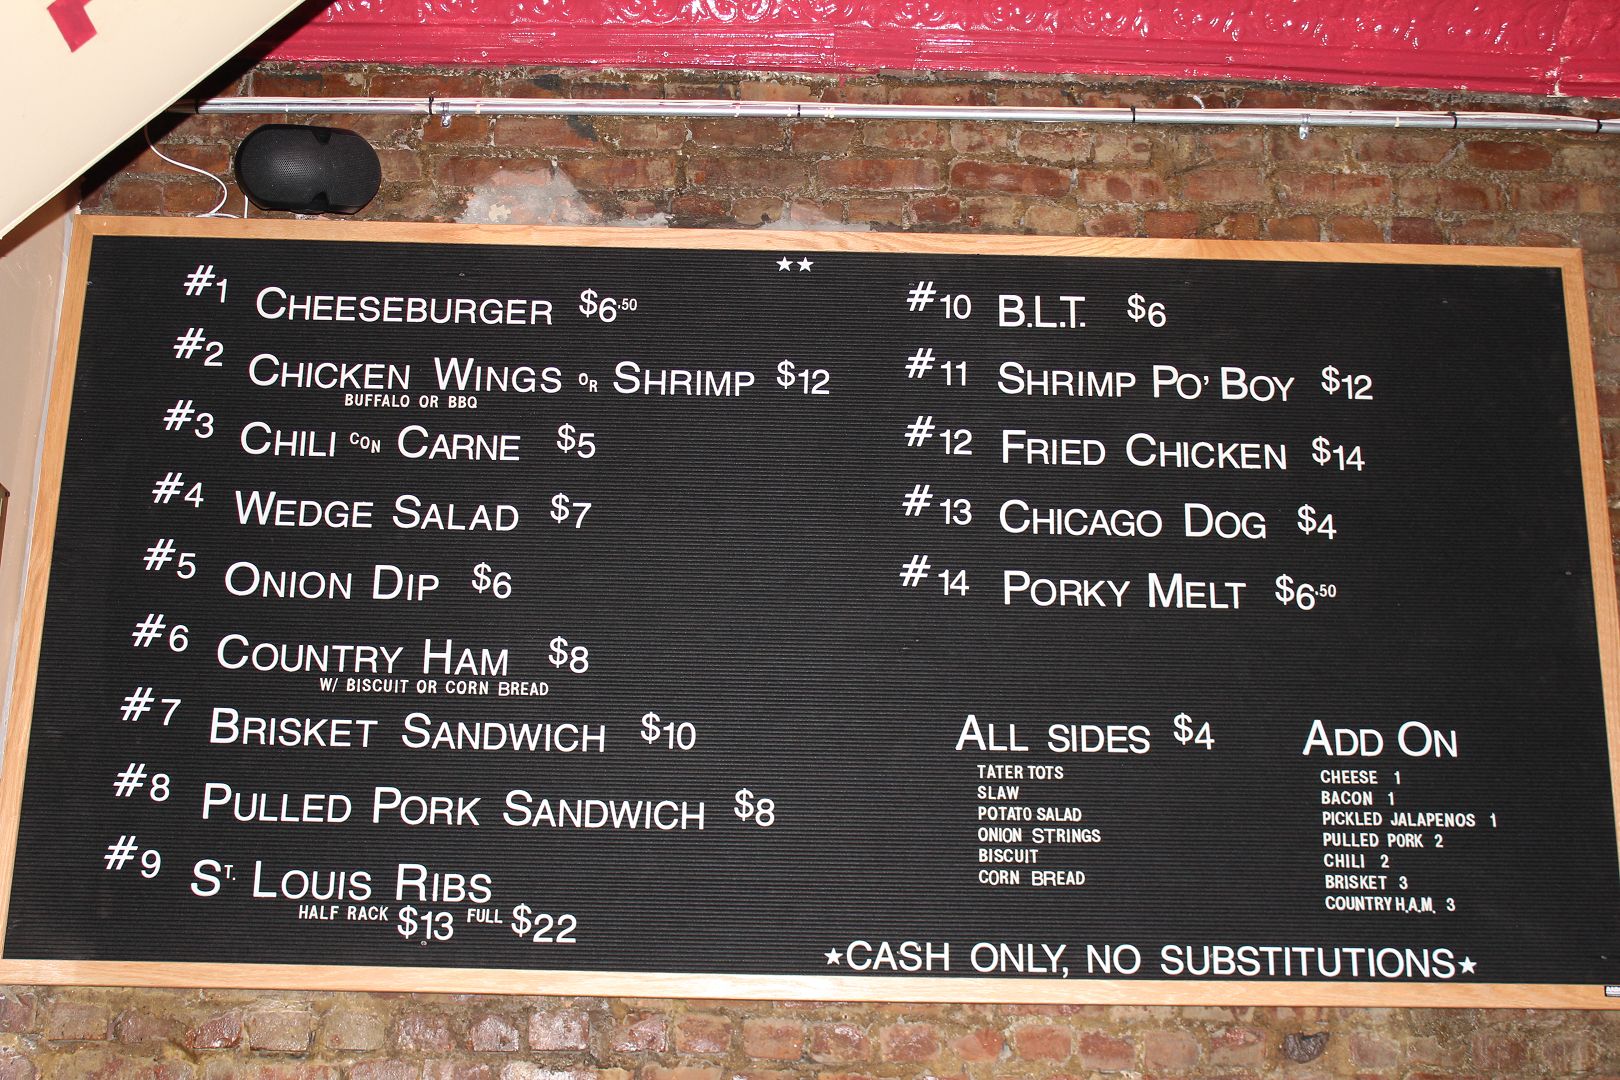 ★★
#1 CHEESEBURGER $6.50
#2 CHICKEN WINGS OR SHRIMP $12
BUFFALO OR BBQ
#3 CHILI CON CARNE $5
#4 WEDGE SALAD $7
#5 ONION DIP $6
#6 COUNTRY HAM $8
W/ BISCUIT OR CORN BREAD
#7 BRISKET SANDWICH $10
#8 PULLED PORK SANDWICH $8
#9 ST. LOUIS RIBS
HALF RACK $13 FULL $22
#10 B.L.T. $6
#11 SHRIMP PO' BOY $12
#12 FRIED CHICKEN $14
#13 CHICAGO DOG $4
#14 PORKY MELT $6.50
ALL SIDES $4
TATER TOTS
SLAW
POTATO SALAD
ONION STRINGS
BISCUIT
CORN BREAD
ADD ON
CHEESE 1
BACON 1
PICKLED JALAPENOS 1
PULLED PORK 2
CHILI 2
BRISKET 3
COUNTRY H.A.M. 3
★CASH ONLY, NO SUBSTITUTIONS★